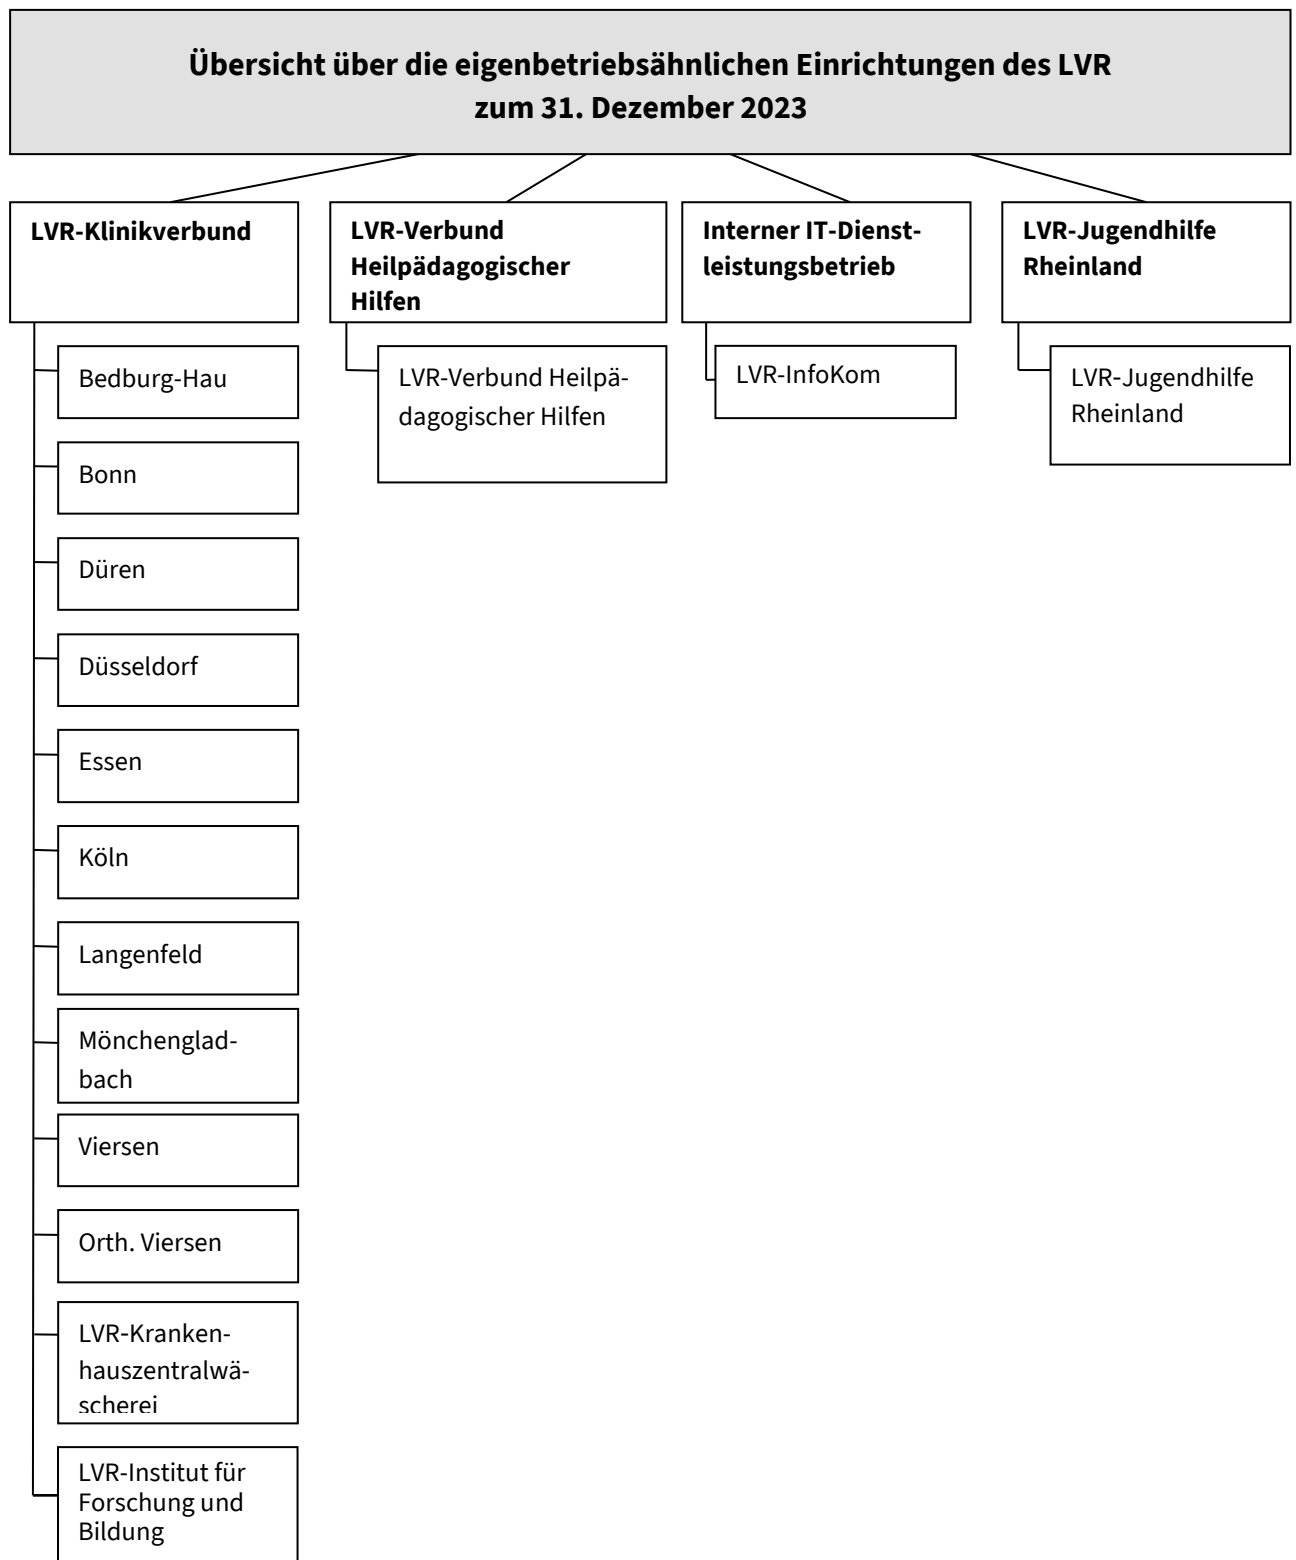 Übersicht über die eigenbetriebsähnlichen Einrichtungen des LVR
zum 31. Dezember 2023
LVR-Klinikverbund
LVR-Verbund
Heilpädagogischer
Hilfen
Interner IT-Dienst-
leistungsbetrieb
LVR-Jugendhilfe
Rheinland
Bedburg-Hau
Bonn
Düren
Düsseldorf
Essen
Köln
Langenfeld
Mönchenglad-
bach
Viersen
Orth. Viersen
LVR-Kranken-
hauszentralwä-
scherei
LVR-Institut für
Forschung und
Bildung
LVR-Verbund Heilpä-
dagogischer Hilfen
LVR-InfoKom
LVR-Jugendhilfe
Rheinland